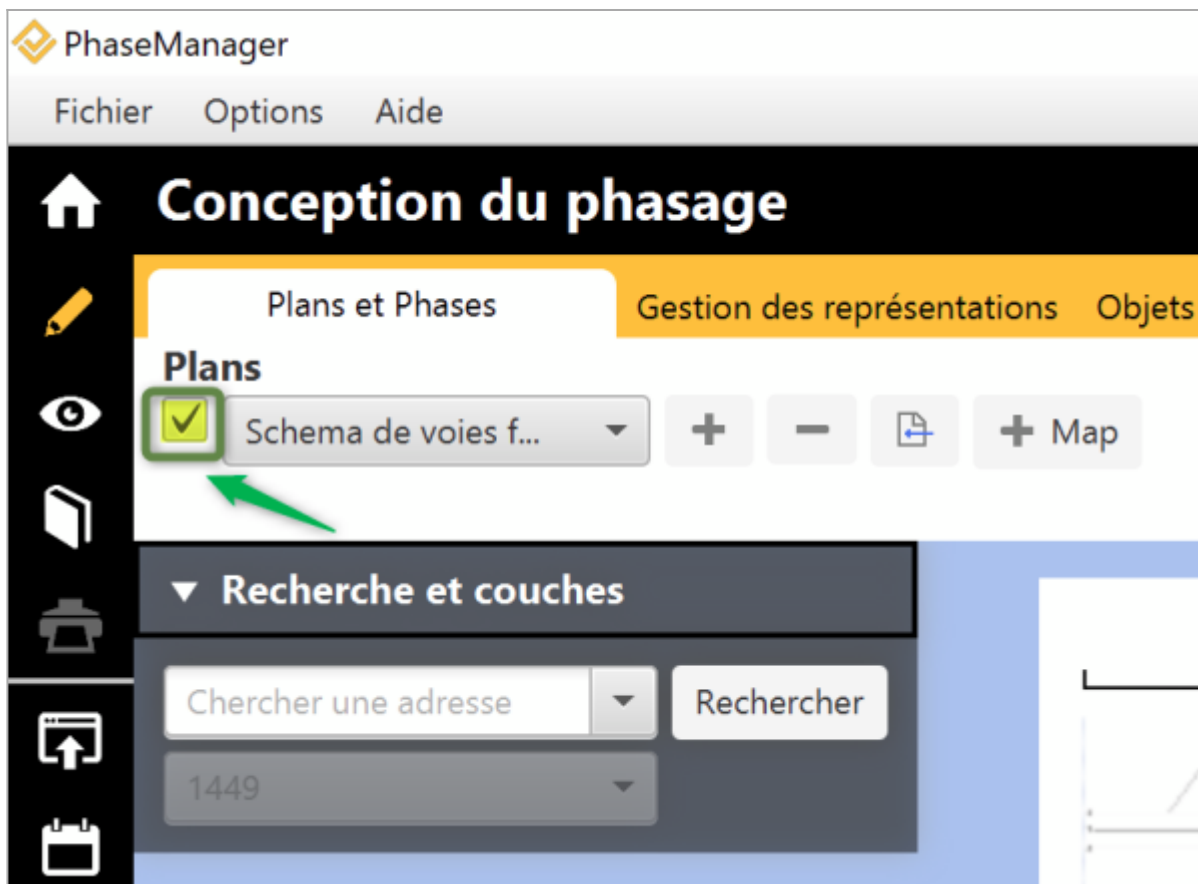 PhaseManager
Fichier Options Aide
Conception du phasage
Plans et Phases Gestion des représentations Objets
Plans
Schema de voies f... + − + Map
Recherche et couches
Chercher une adresse Rechercher
1449